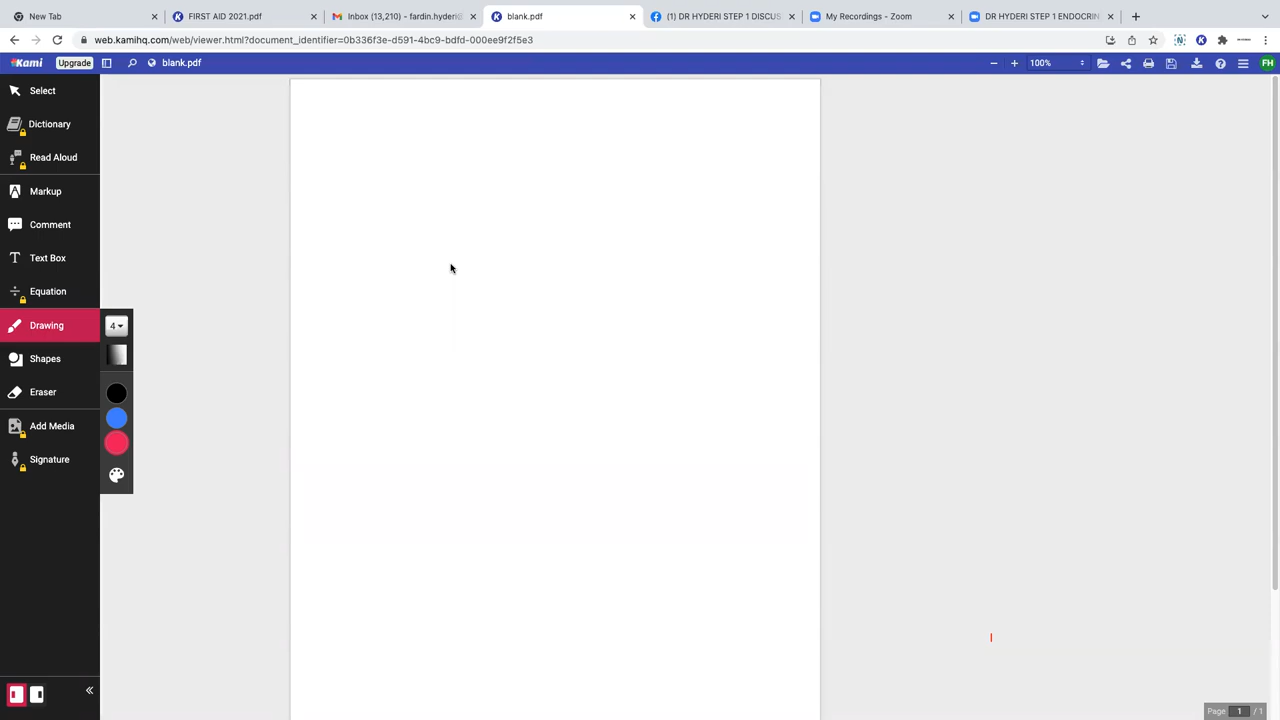 New Tab
FIRST AID 2021.pdf
Inbox (13,210) - fardin.hyderi@
blank.pdf
(1) DR HYDERI STEP 1 DISCUS
My Recordings - Zoom
DR HYDERI STEP 1 ENDOCRIN
web.kamihq.com/web/viewer.html?document_identifier=0b336f3e-d591-4bc9-bdfd-000ee9f2f5e3
Kami
Upgrade
blank.pdf
100%
FH
Select
Dictionary
Read Aloud
Markup
Comment
Text Box
Equation
Drawing
4
Shapes
Eraser
Add Media
Signature
Page 1 / 1